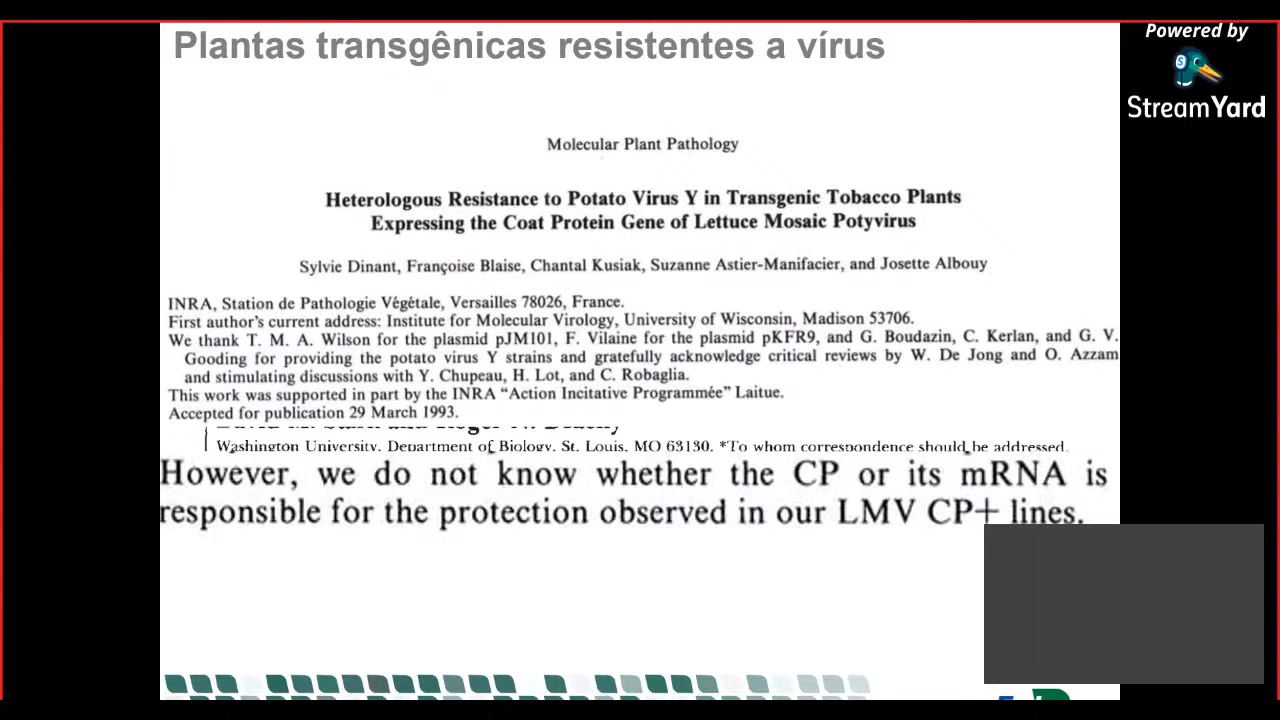 Plantas transgênicas resistentes a vírus
Powered by
StreamYard
Molecular Plant Pathology
Heterologous Resistance to Potato Virus Y in Transgenic Tobacco Plants
Expressing the Coat Protein Gene of Lettuce Mosaic Potyvirus
Sylvie Dinant, Françoise Blaise, Chantal Kusiak, Suzanne Astier-Manifacier, and Josette Albouy
INRA, Station de Pathologie Végétale, Versailles 78026, France.
First author's current address: Institute for Molecular Virology, University of Wisconsin, Madison 53706.
We thank T. M. A. Wilson for the plasmid pJM101, F. Vilaine for the plasmid pKFR9, and G. Boudazin, C. Kerlan, and G. V.
Gooding for providing the potato virus Y strains and gratefully acknowledge critical reviews by W. De Jong and O. Azzam
and stimulating discussions with Y. Chupeau, H. Lot, and C. Robaglia.
This work was supported in part by the INRA "Action Incitative Programmée" Laitue.
Accepted for publication 29 March 1993.
Washington University, Department of Biology, St. Louis, MO 63130. *To whom correspondence should be addressed.
However, we do not know whether the CP or its mRNA is
responsible for the protection observed in our LMV CP+ lines.